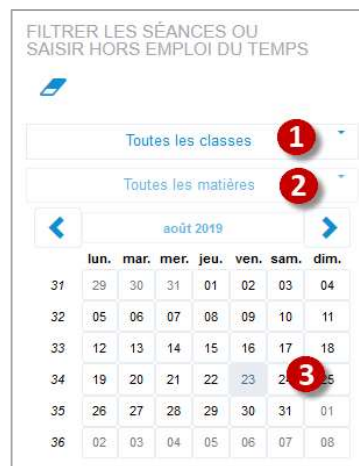 FILTRER LES SÉANCES OU
SAISIR HORS EMPLOI DU TEMPS
Toutes les classes 1
Toutes les matières 2
août 2019
lun. mar. mer. jeu. ven. sam. dim.
31 29 30 31 01 02 03 04
32 05 06 07 08 09 10 11
33 12 13 14 15 16 17 18
34 19 20 21 22 23 3 25
35 26 27 28 29 30 31 01
36 02 03 04 05 06 07 08